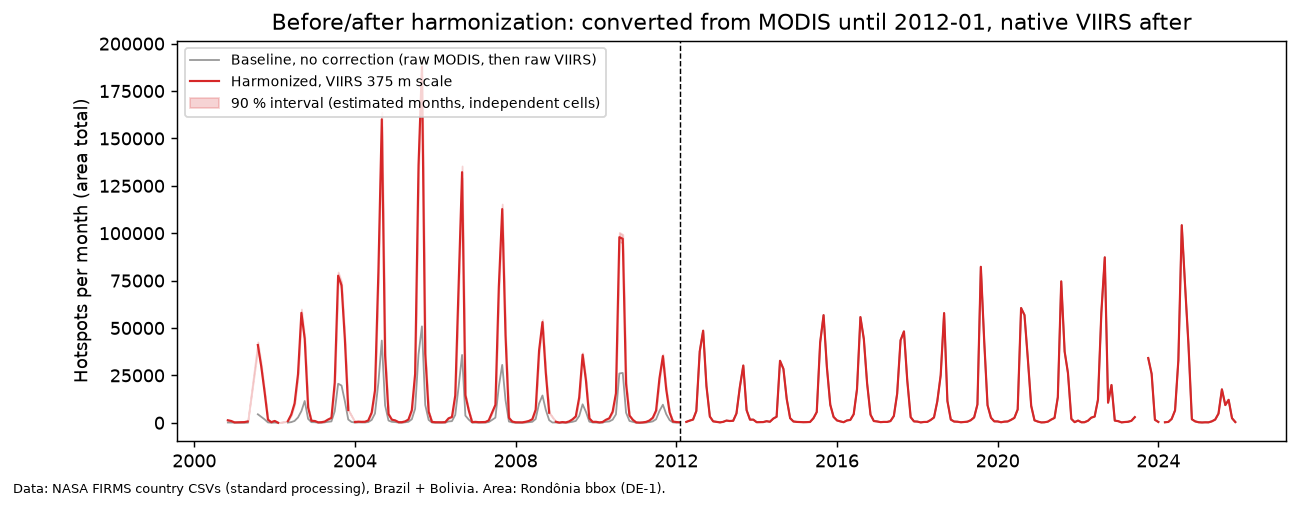 Before/after harmonization: converted from MODIS until 2012-01, native VIIRS after
Hotspots per month (area total)
200000
175000
150000
125000
100000
75000
50000
25000
0
Baseline, no correction (raw MODIS, then raw VIIRS)
Harmonized, VIIRS 375 m scale
90 % interval (estimated months, independent cells)
2000 2004 2008 2012 2016 2020 2024
Data: NASA FIRMS country CSVs (standard processing), Brazil + Bolivia. Area: Rondônia bbox (DE-1).